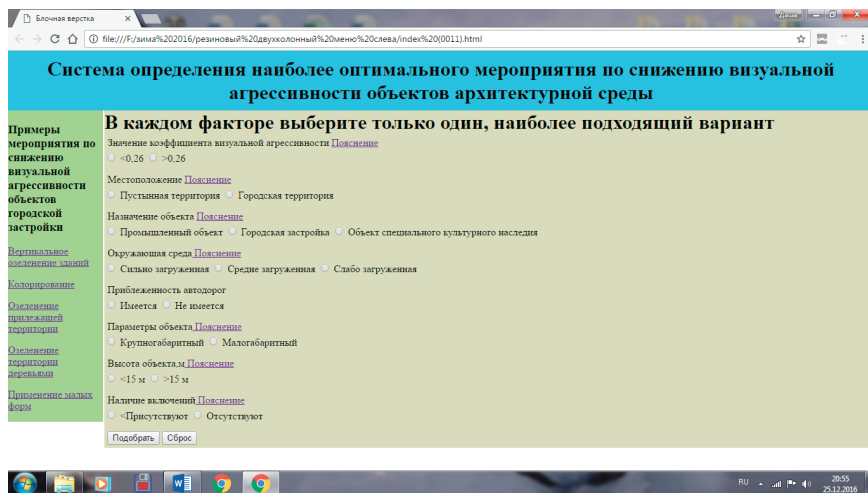 Блочная верстка
Даша
file:///F:/зима%202016/резиновый%20двухколонный%20меню%20слева/index%20(0011).html
Система определения наиболее оптимального мероприятия по снижению визуальной
агрессивности объектов архитектурной среды
Примеры
мероприятия по
снижению
визуальной
агрессивности
объектов
городской
застройки
Вертикальное
озеленение зданий
Колорирование
Озеленение
прилежащей
территории
Озеленение
территории
деревьями
Применение малых
форм
В каждом факторе выберите только один, наиболее подходящий вариант
Значение коэффициента визуальной агрессивности Пояснение
<0.26 >0.26
Местоположение Пояснение
Пустынная территория Городская территория
Назначение объекта Пояснение
Промышленный объект Городская застройка Объект специального культурного наследия
Окружающая среда Пояснение
Сильно загруженная Средне загруженная Слабо загруженная
Приближенность автодорог
Имеется Не имеется
Параметры объекта Пояснение
Крупногабаритный Малогабаритный
Высота объекта,м Пояснение
<15 м >15 м
Наличие включений Пояснение
<Присутствуют Отсутствуют
Подобрать Сброс
RU
20:55
25.12.2016